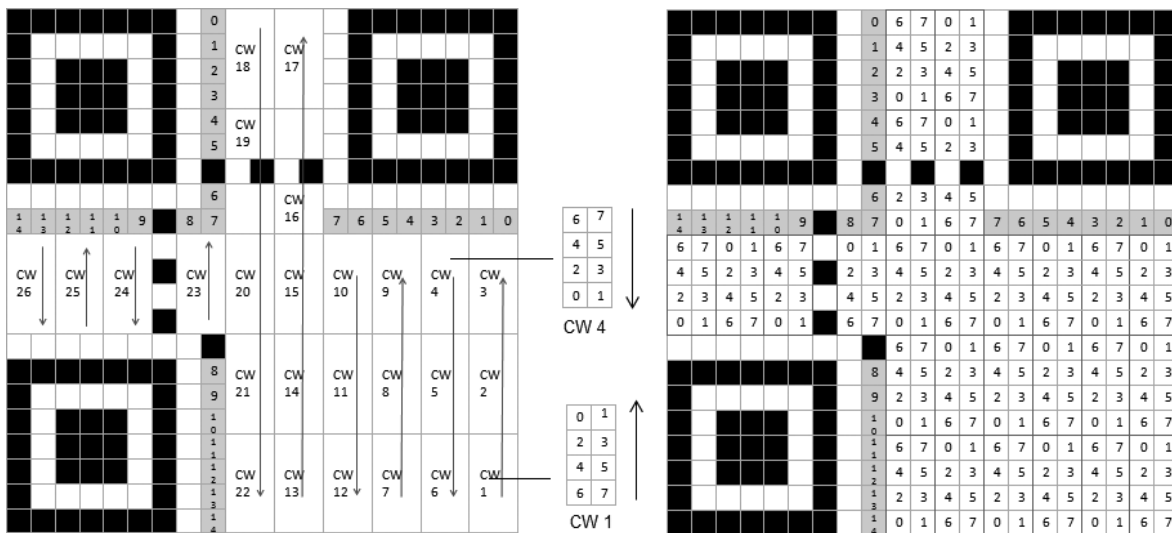 0
1 CW CW
2 18 17
3
4 CW
5 19
6 CW
14 13 12 11 10 9 8 7 16 7 6 5 4 3 2 1 0
CW CW CW CW CW CW CW CW CW CW
26 25 24 23 20 15 10 9 4 3
8 CW CW CW CW CW CW
9 21 14 11 8 5 2
10
11 CW CW CW CW CW CW
12 22 13 12 7 6 1
13
14
6 7
4 5
2 3
0 1
CW 4
0 1
2 3
4 5
6 7
CW 1
0 6 7 0 1
1 4 5 2 3
2 2 3 4 5
3 0 1 6 7
4 6 7 0 1
5 4 5 2 3
6 2 3 4 5
14 13 12 11 10 9 8 7 0 1 6 7 7 6 5 4 3 2 1 0
6 7 0 1 6 7 0 1 6 7 0 1 6 7 0 1 6 7 0 1
4 5 2 3 4 5 2 3 4 5 2 3 4 5 2 3 4 5 2 3
2 3 4 5 2 3 4 5 2 3 4 5 2 3 4 5 2 3 4 5
0 1 6 7 0 1 6 7 0 1 6 7 0 1 6 7 0 1 6 7
6 7 0 1 6 7 0 1 6 7 0 1
8 4 5 2 3 4 5 2 3 4 5 2 3
9 2 3 4 5 2 3 4 5 2 3 4 5
10 0 1 6 7 0 1 6 7 0 1 6 7
11 6 7 0 1 6 7 0 1 6 7 0 1
12 4 5 2 3 4 5 2 3 4 5 2 3
13 2 3 4 5 2 3 4 5 2 3 4 5
14 0 1 6 7 0 1 6 7 0 1 6 7